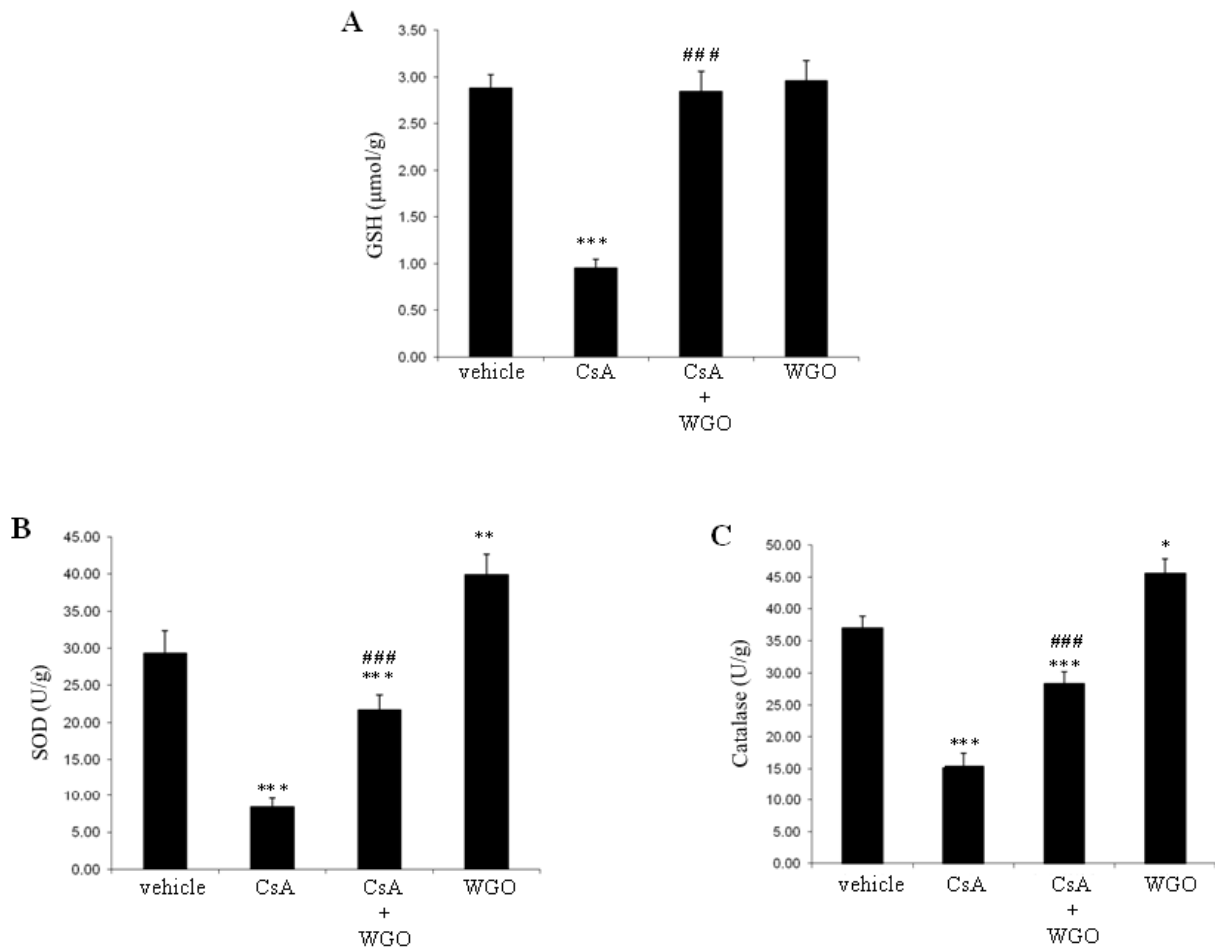 A
GSH (μmol/g)
3.50
3.00
2.50
2.00
1.50
1.00
0.50
0.00
***
###
vehicle
CsA
CsA
+
WGO
WGO
B
SOD (U/g)
45.00
40.00
35.00
30.00
25.00
20.00
15.00
10.00
5.00
0.00
***
###
***
**
vehicle
CsA
CsA
+
WGO
WGO
C
Catalase (U/g)
50.00
45.00
40.00
35.00
30.00
25.00
20.00
15.00
10.00
5.00
0.00
***
###
***
*
vehicle
CsA
CsA
+
WGO
WGO